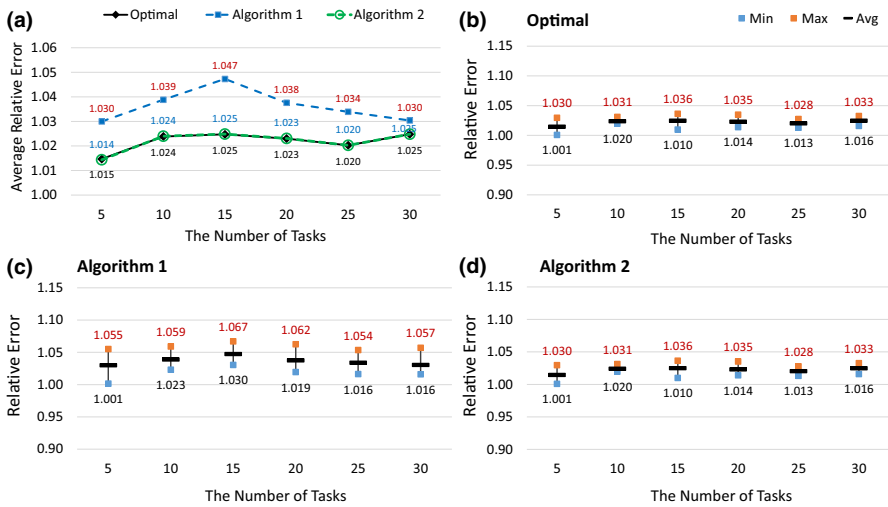 (a)
Optimal
Algorithm 1
Algorithm 2
Average Relative Error
1.06
1.05
1.04
1.03
1.02
1.01
1.00
1.030
1.039
1.047
1.038
1.034
1.030
1.014
1.024
1.025
1.023
1.020
1.025
1.015
1.024
1.025
1.023
1.020
1.025
5 10 15 20 25 30
The Number of Tasks
(b)
Optimal
Min
Max
Avg
Relative Error
1.15
1.10
1.05
1.00
0.95
0.90
1.030 1.031 1.036 1.035 1.028 1.033
1.001 1.020 1.010 1.014 1.013 1.016
5 10 15 20 25 30
The Number of Tasks
(c)
Algorithm 1
Relative Error
1.15
1.10
1.05
1.00
0.95
0.90
1.055 1.059 1.067 1.062 1.054 1.057
1.001 1.023 1.030 1.019 1.016 1.016
5 10 15 20 25 30
The Number of Tasks
(d)
Algorithm 2
Relative Error
1.15
1.10
1.05
1.00
0.95
0.90
1.030 1.031 1.036 1.035 1.028 1.033
1.001 1.020 1.010 1.014 1.013 1.016
5 10 15 20 25 30
The Number of Tasks